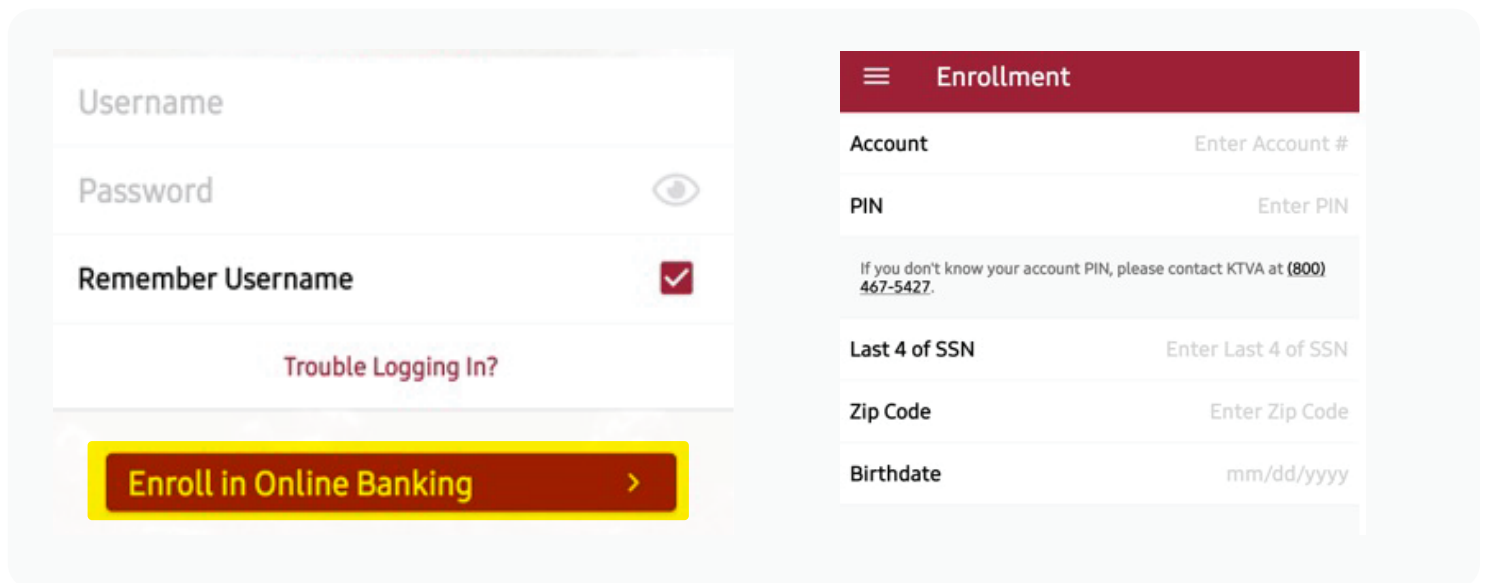 Username
Password
Remember Username
Trouble Logging In?
Enroll in Online Banking
Enrollment
Account Enter Account #
PIN Enter PIN
If you don't know your account PIN, please contact KTVA at (800)
467-5427.
Last 4 of SSN Enter Last 4 of SSN
Zip Code Enter Zip Code
Birthdate mm/dd/yyyy